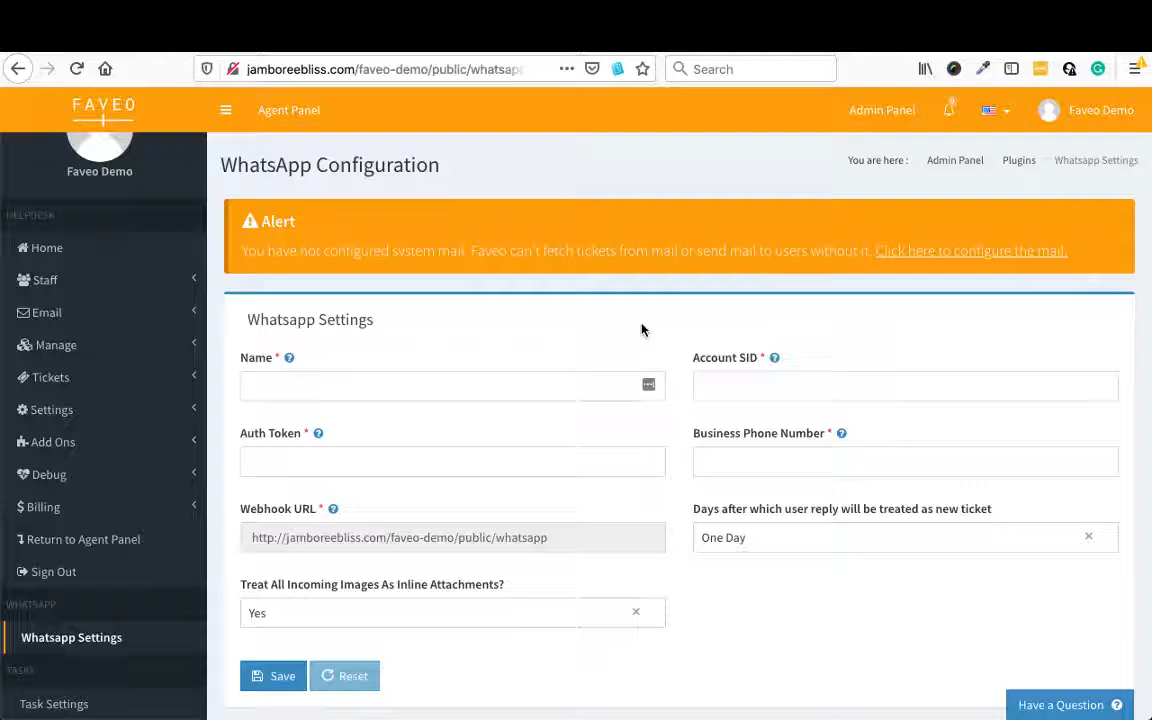 jamboreebliss.com/faveo-demo/public/whatsap
Search
FAVEO
Agent Panel
Admin Panel
Faveo Demo
Faveo Demo
WhatsApp Configuration
You are here :
Admin Panel
Plugins
Whatsapp Settings
HELPDESK
Home
Staff
Email
Manage
Tickets
Settings
Add Ons
Debug
Billing
Return to Agent Panel
Sign Out
WHATSAPP
Whatsapp Settings
TASKS
Task Settings
Alert
You have not configured system mail. Faveo can't fetch tickets from mail or send mail to users without it. Click here to configure the mail.
Whatsapp Settings
Name *
Account SID *
Auth Token *
Business Phone Number *
Webhook URL *
Days after which user reply will be treated as new ticket
http://jamboreebliss.com/faveo-demo/public/whatsapp
One Day
Treat All Incoming Images As Inline Attachments?
Yes
Save
Reset
Have a Question